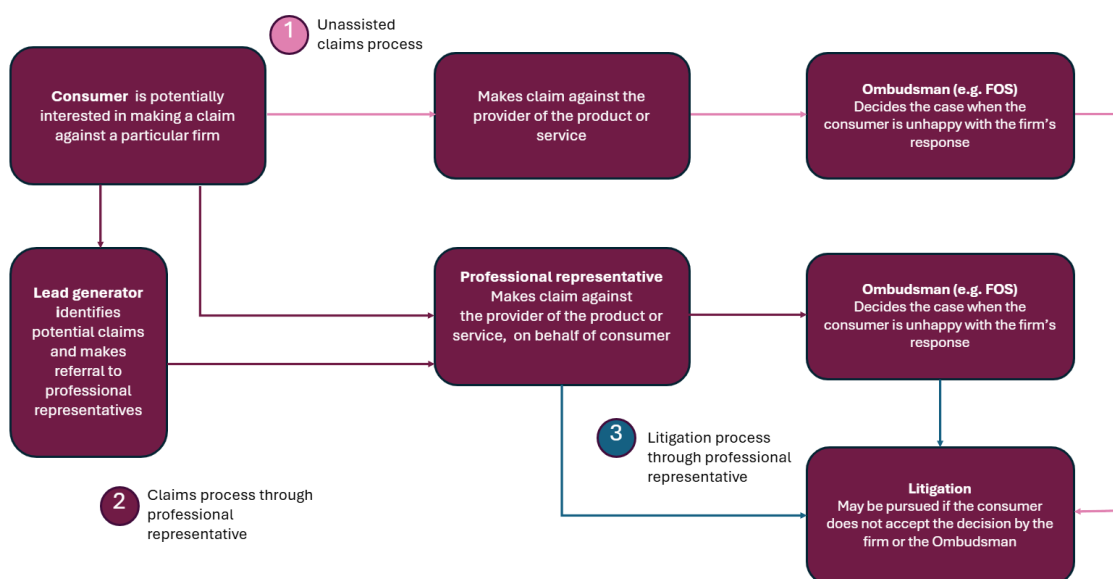 1
Unassisted
claims process
Consumer is potentially
interested in making a claim
against a particular firm
Makes claim against the
provider of the product or
service
Ombudsman (e.g. FOS)
Decides the case when the
consumer is unhappy with the firm's
response
Lead generator
identifies
potential claims
and makes
referral to
professional
representatives
Professional representative
Makes claim against
the provider of the product or
service, on behalf of consumer
Ombudsman (e.g. FOS)
Decides the case when the
consumer is unhappy with the firm's
response
3
Litigation process
through professional
representative
2
Claims process through
professional
representative
Litigation
May be pursued if the consumer
does not accept the decision by the
firm or the Ombudsman